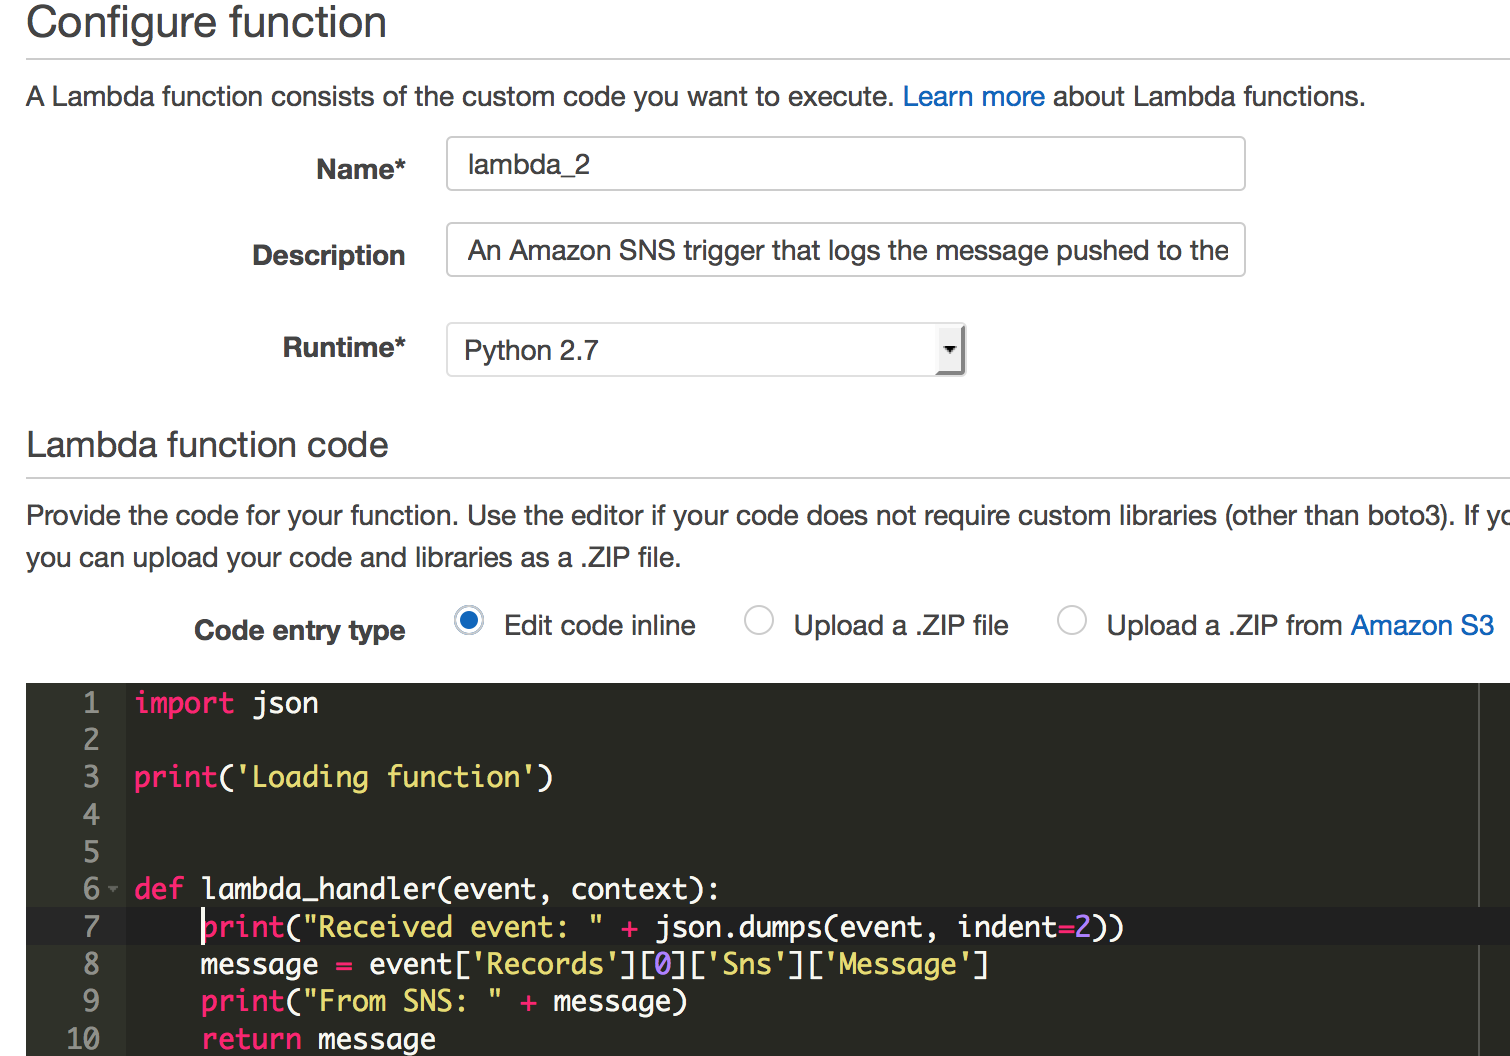 Configure function
A Lambda function consists of the custom code you want to execute. Learn more about Lambda functions.
Name* lambda_2
Description An Amazon SNS trigger that logs the message pushed to the
Runtime* Python 2.7
Lambda function code
Provide the code for your function. Use the editor if your code does not require custom libraries (other than boto3). If
you can upload your code and libraries as a .ZIP file.
Code entry type Edit code inline Upload a .ZIP file Upload a .ZIP from Amazon S3
1 import json
2
3 print('Loading function')
4
5
6 def lambda_handler(event, context):
7     print("Received event: " + json.dumps(event, indent=2))
8     message = event['Records'][0]['Sns']['Message']
9     print("From SNS: " + message)
10     return message